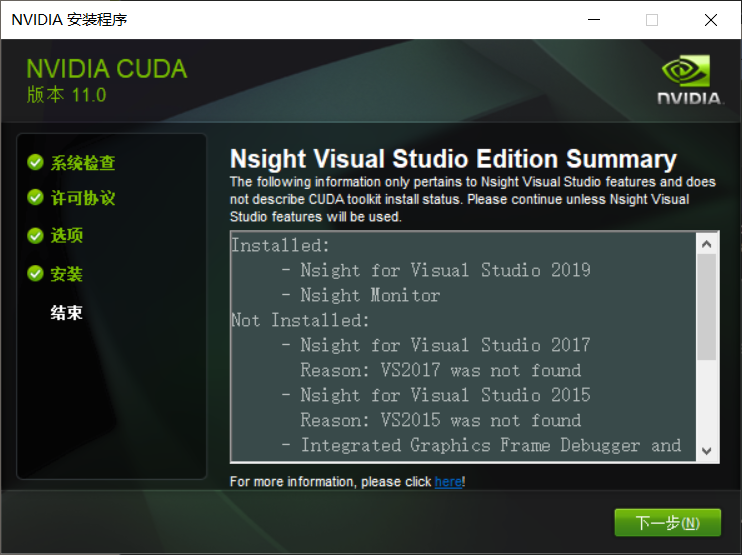 NVIDIA 安装程序
NVIDIA CUDA
版本 11.0
NVIDIA.
系统检查
许可协议
选项
安装
结束
Nsight Visual Studio Edition Summary
The following information only pertains to Nsight Visual Studio features and does
not describe CUDA toolkit install status. Please continue unless Nsight Visual
Studio features will be used.
Installed:
- Nsight for Visual Studio 2019
- Nsight Monitor
Not Installed:
- Nsight for Visual Studio 2017
Reason: VS2017 was not found
- Nsight for Visual Studio 2015
Reason: VS2015 was not found
- Integrated Graphics Frame Debugger and
For more information, please click here!
下一步(N)